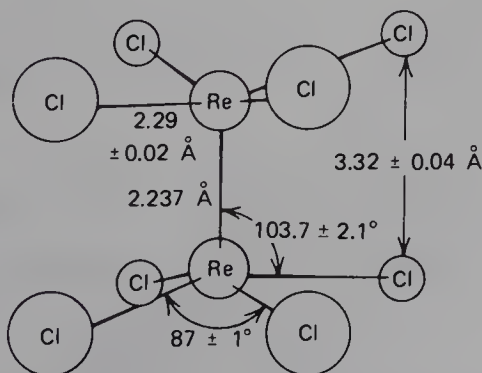 Cl
Cl
Cl
Re
Cl
2.29
± 0.02 Å
3.32 ± 0.04 Å
2.237 Å
103.7 ± 2.1°
Cl
Re
Cl
Cl
87 ± 1°
Cl